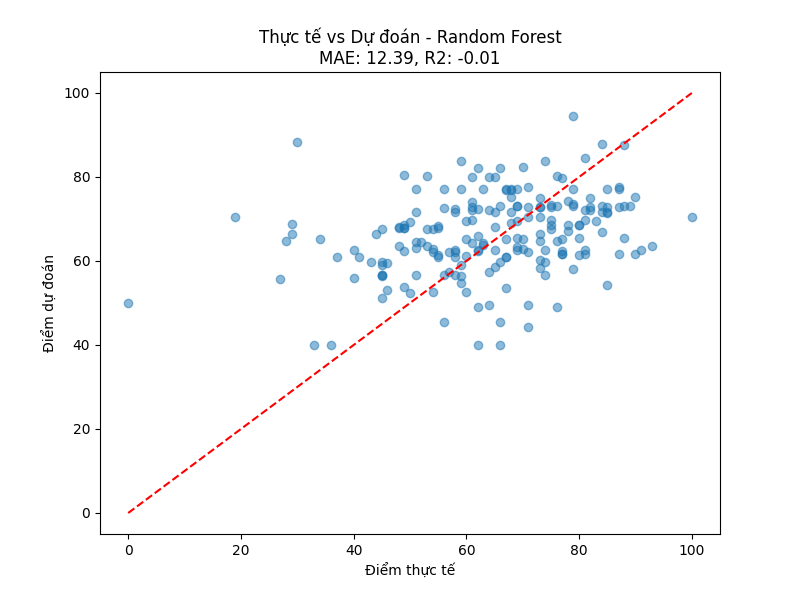 Thực tế vs Dự đoán - Random Forest
MAE: 12.39, R2: -0.01
Điểm dự đoán
100
80
60
40
20
0
0 20 40 60 80 100
Điểm thực tế